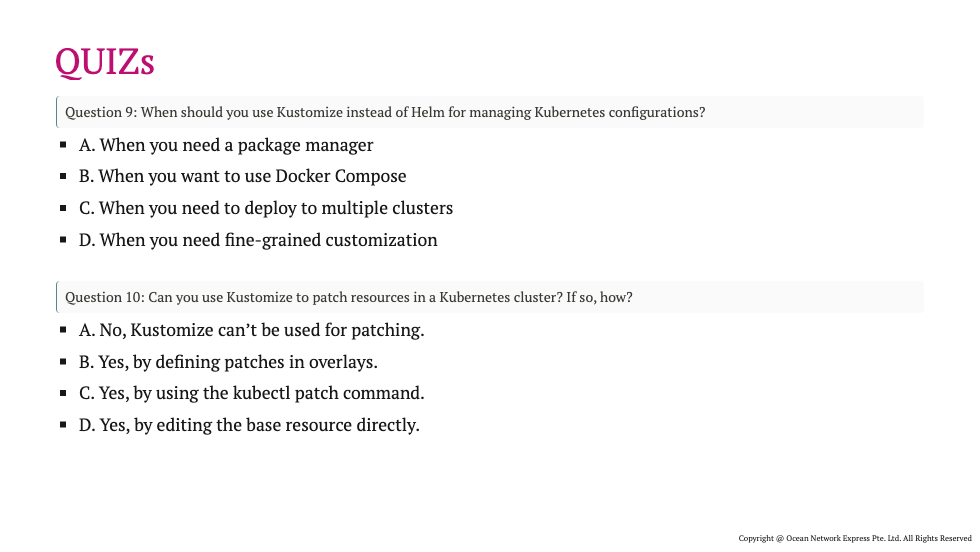 QUIZs
Question 9: When should you use Kustomize instead of Helm for managing Kubernetes configurations?
▪ A. When you need a package manager
▪ B. When you want to use Docker Compose
▪ C. When you need to deploy to multiple clusters
▪ D. When you need fine-grained customization
Question 10: Can you use Kustomize to patch resources in a Kubernetes cluster? If so, how?
▪ A. No, Kustomize can’t be used for patching.
▪ B. Yes, by defining patches in overlays.
▪ C. Yes, by using the kubectl patch command.
▪ D. Yes, by editing the base resource directly.
Copyright @ Ocean Network Express Pte. Ltd. All Rights Reserved